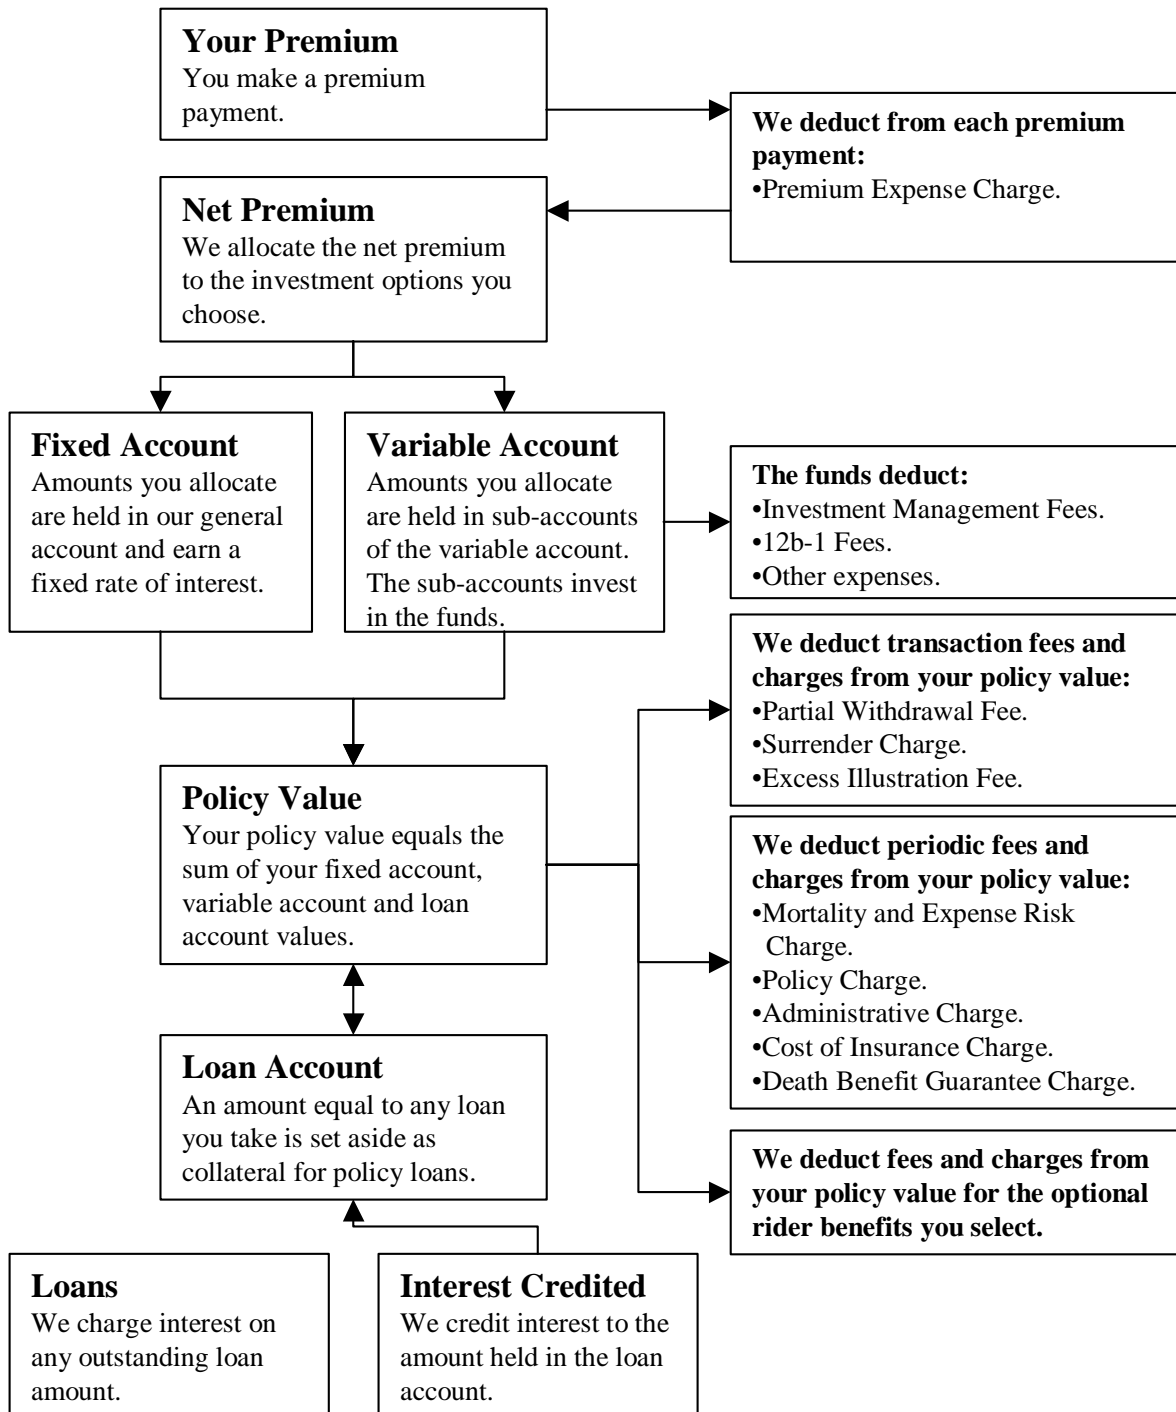 Your Premium
You make a premium
payment.
We deduct from each premium
payment:
•Premium Expense Charge.
Net Premium
We allocate the net premium
to the investment options you
choose.
Fixed Account
Amounts you allocate
are held in our general
account and earn a
fixed rate of interest.
Variable Account
Amounts you allocate
are held in sub-accounts
of the variable account.
The sub-accounts invest
in the funds.
The funds deduct:
•Investment Management Fees.
•12b-1 Fees.
•Other expenses.
We deduct transaction fees and
charges from your policy value:
•Partial Withdrawal Fee.
•Surrender Charge.
•Excess Illustration Fee.
Policy Value
Your policy value equals the
sum of your fixed account,
variable account and loan
account values.
We deduct periodic fees and
charges from your policy value:
•Mortality and Expense Risk
Charge.
•Policy Charge.
•Administrative Charge.
•Cost of Insurance Charge.
•Death Benefit Guarantee Charge.
Loan Account
An amount equal to any loan
you take is set aside as
collateral for policy loans.
We deduct fees and charges from
your policy value for the optional
rider benefits you select.
Loans
We charge interest on
any outstanding loan
amount.
Interest Credited
We credit interest to the
amount held in the loan
account.